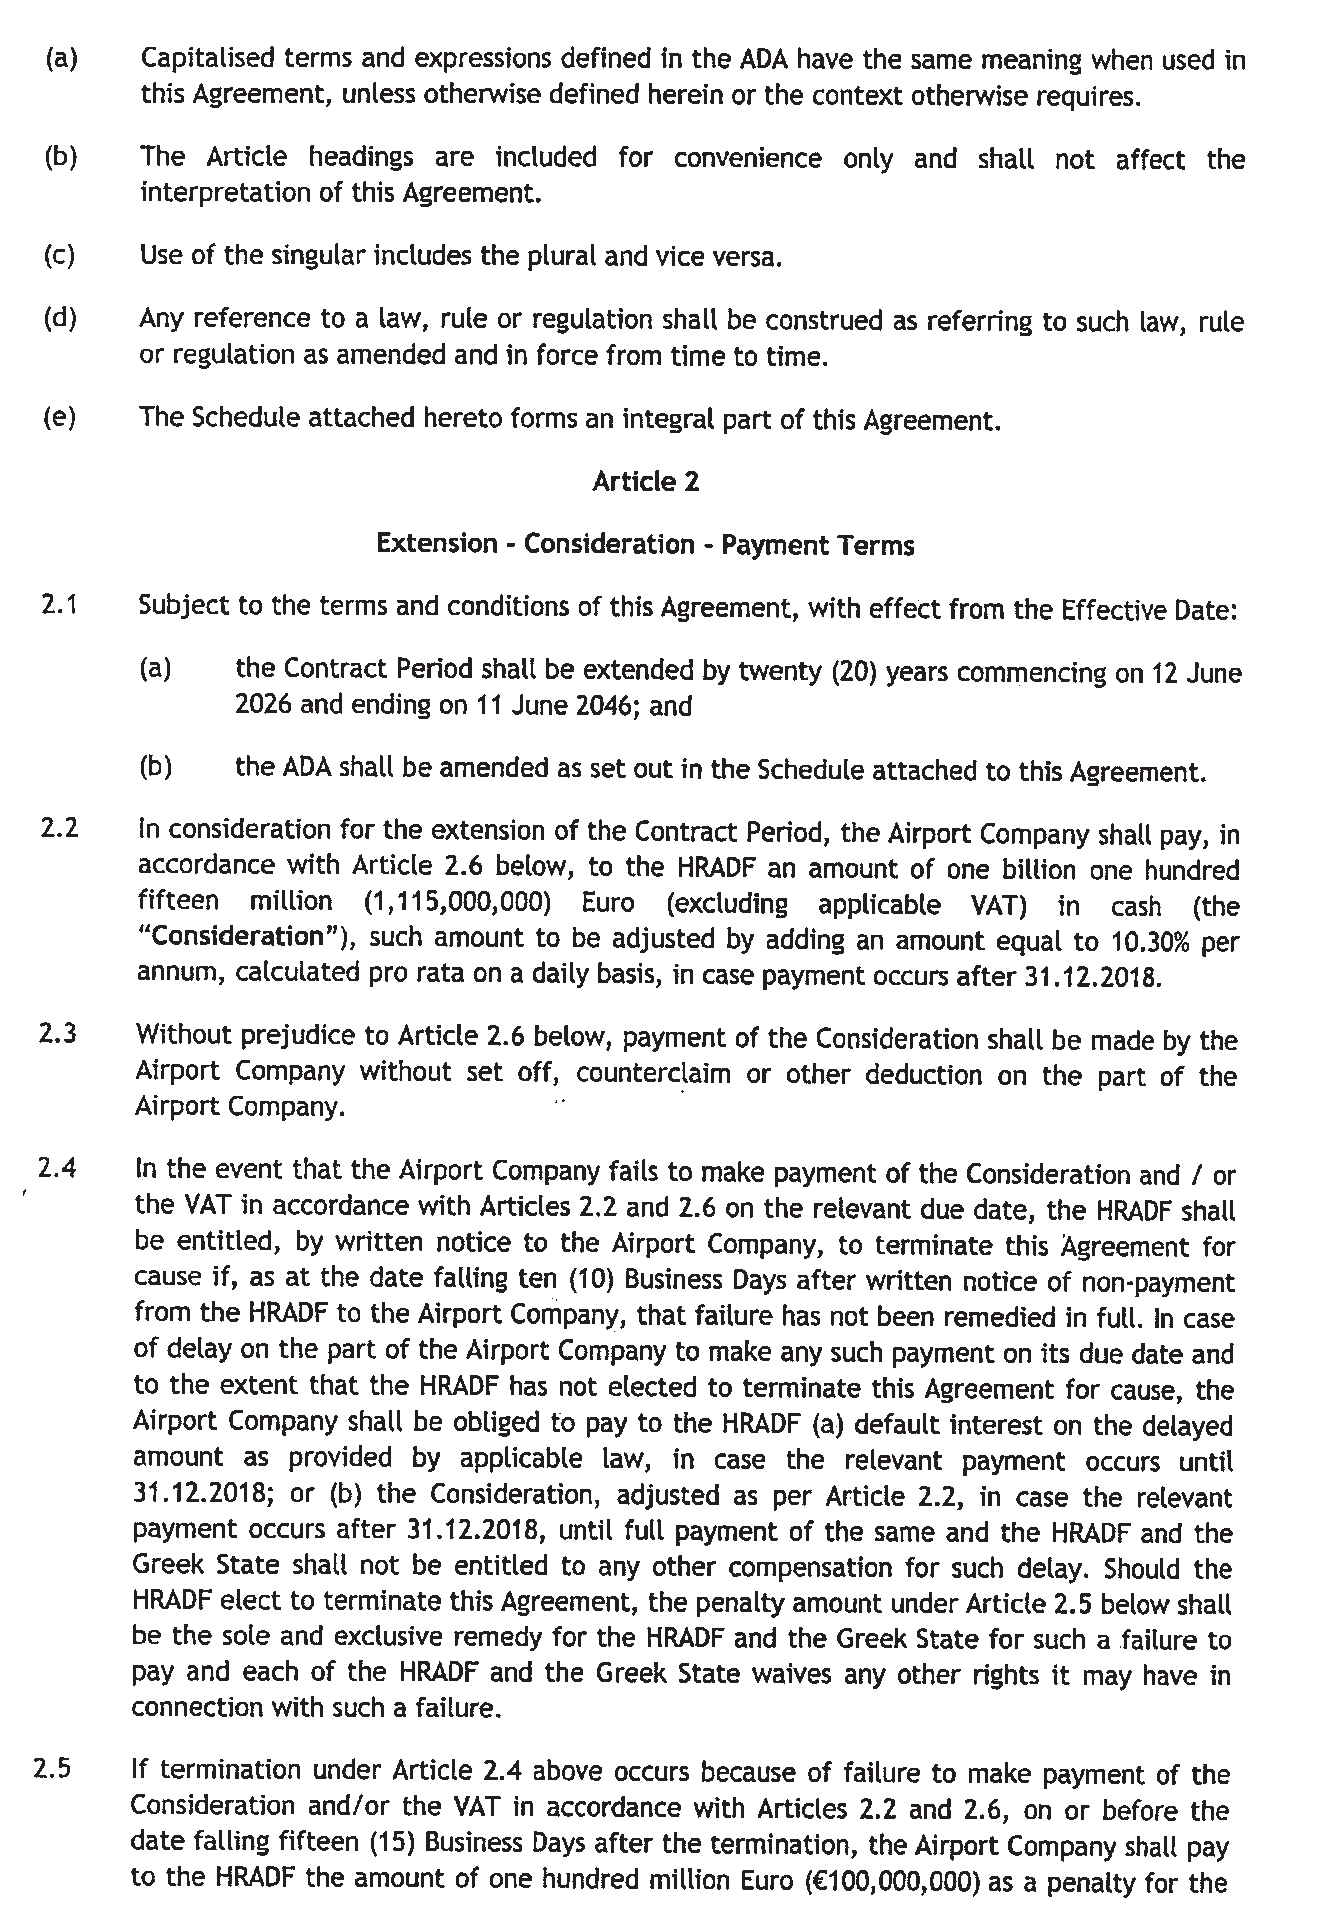 (a) Capitalised terms and expressions defined in the ADA have the same meaning when used in
this Agreement, unless otherwise defined herein or the context otherwise requires.
(b) The Article headings are included for convenience only and shall not affect the
interpretation of this Agreement.
(c) Use of the singular includes the plural and vice versa.
(d) Any reference to a law, rule or regulation shall be construed as referring to such law, rule
or regulation as amended and in force from time to time.
(e) The Schedule attached hereto forms an integral part of this Agreement.
Article 2
Extension - Consideration - Payment Terms
2.1 Subject to the terms and conditions of this Agreement, with effect from the Effective Date:
(a) the Contract Period shall be extended by twenty (20) years commencing on 12 June
2026 and ending on 11 June 2046; and
(b) the ADA shall be amended as set out in the Schedule attached to this Agreement.
2.2 In consideration for the extension of the Contract Period, the Airport Company shall pay, in
accordance with Article 2.6 below, to the HRADF an amount of one billion one hundred
fifteen million (1,115,000,000) Euro (excluding applicable VAT) in cash (the
"Consideration"), such amount to be adjusted by adding an amount equal to 10.30% per
annum, calculated pro rata on a daily basis, in case payment occurs after 31.12.2018.
2.3 Without prejudice to Article 2.6 below, payment of the Consideration shall be made by the
Airport Company without set off, counterclaim or other deduction on the part of the
Airport Company.
2.4 In the event that the Airport Company fails to make payment of the Consideration and / or
the VAT in accordance with Articles 2.2 and 2.6 on the relevant due date, the HRADF shall
be entitled, by written notice to the Airport Company, to terminate this Agreement for
cause if, as at the date falling ten (10) Business Days after written notice of non-payment
from the HRADF to the Airport Company, that failure has not been remedied in full. In case
of delay on the part of the Airport Company to make any such payment on its due date and
to the extent that the HRADF has not elected to terminate this Agreement for cause, the
Airport Company shall be obliged to pay to the HRADF (a) default interest on the delayed
amount as provided by applicable law, in case the relevant payment occurs until
31.12.2018; or (b) the Consideration, adjusted as per Article 2.2, in case the relevant
payment occurs after 31.12.2018, until full payment of the same and the HRADF and the
Greek State shall not be entitled to any other compensation for such delay. Should the
HRADF elect to terminate this Agreement, the penalty amount under Article 2.5 below shall
be the sole and exclusive remedy for the HRADF and the Greek State for such a failure to
pay and each of the HRADF and the Greek State waives any other rights it may have in
connection with such a failure.
2.5 If termination under Article 2.4 above occurs because of failure to make payment of the
Consideration and/or the VAT in accordance with Articles 2.2 and 2.6, on or before the
date falling fifteen (15) Business Days after the termination, the Airport Company shall pay
to the HRADF the amount of one hundred million Euro (€100,000,000) as a penalty for the